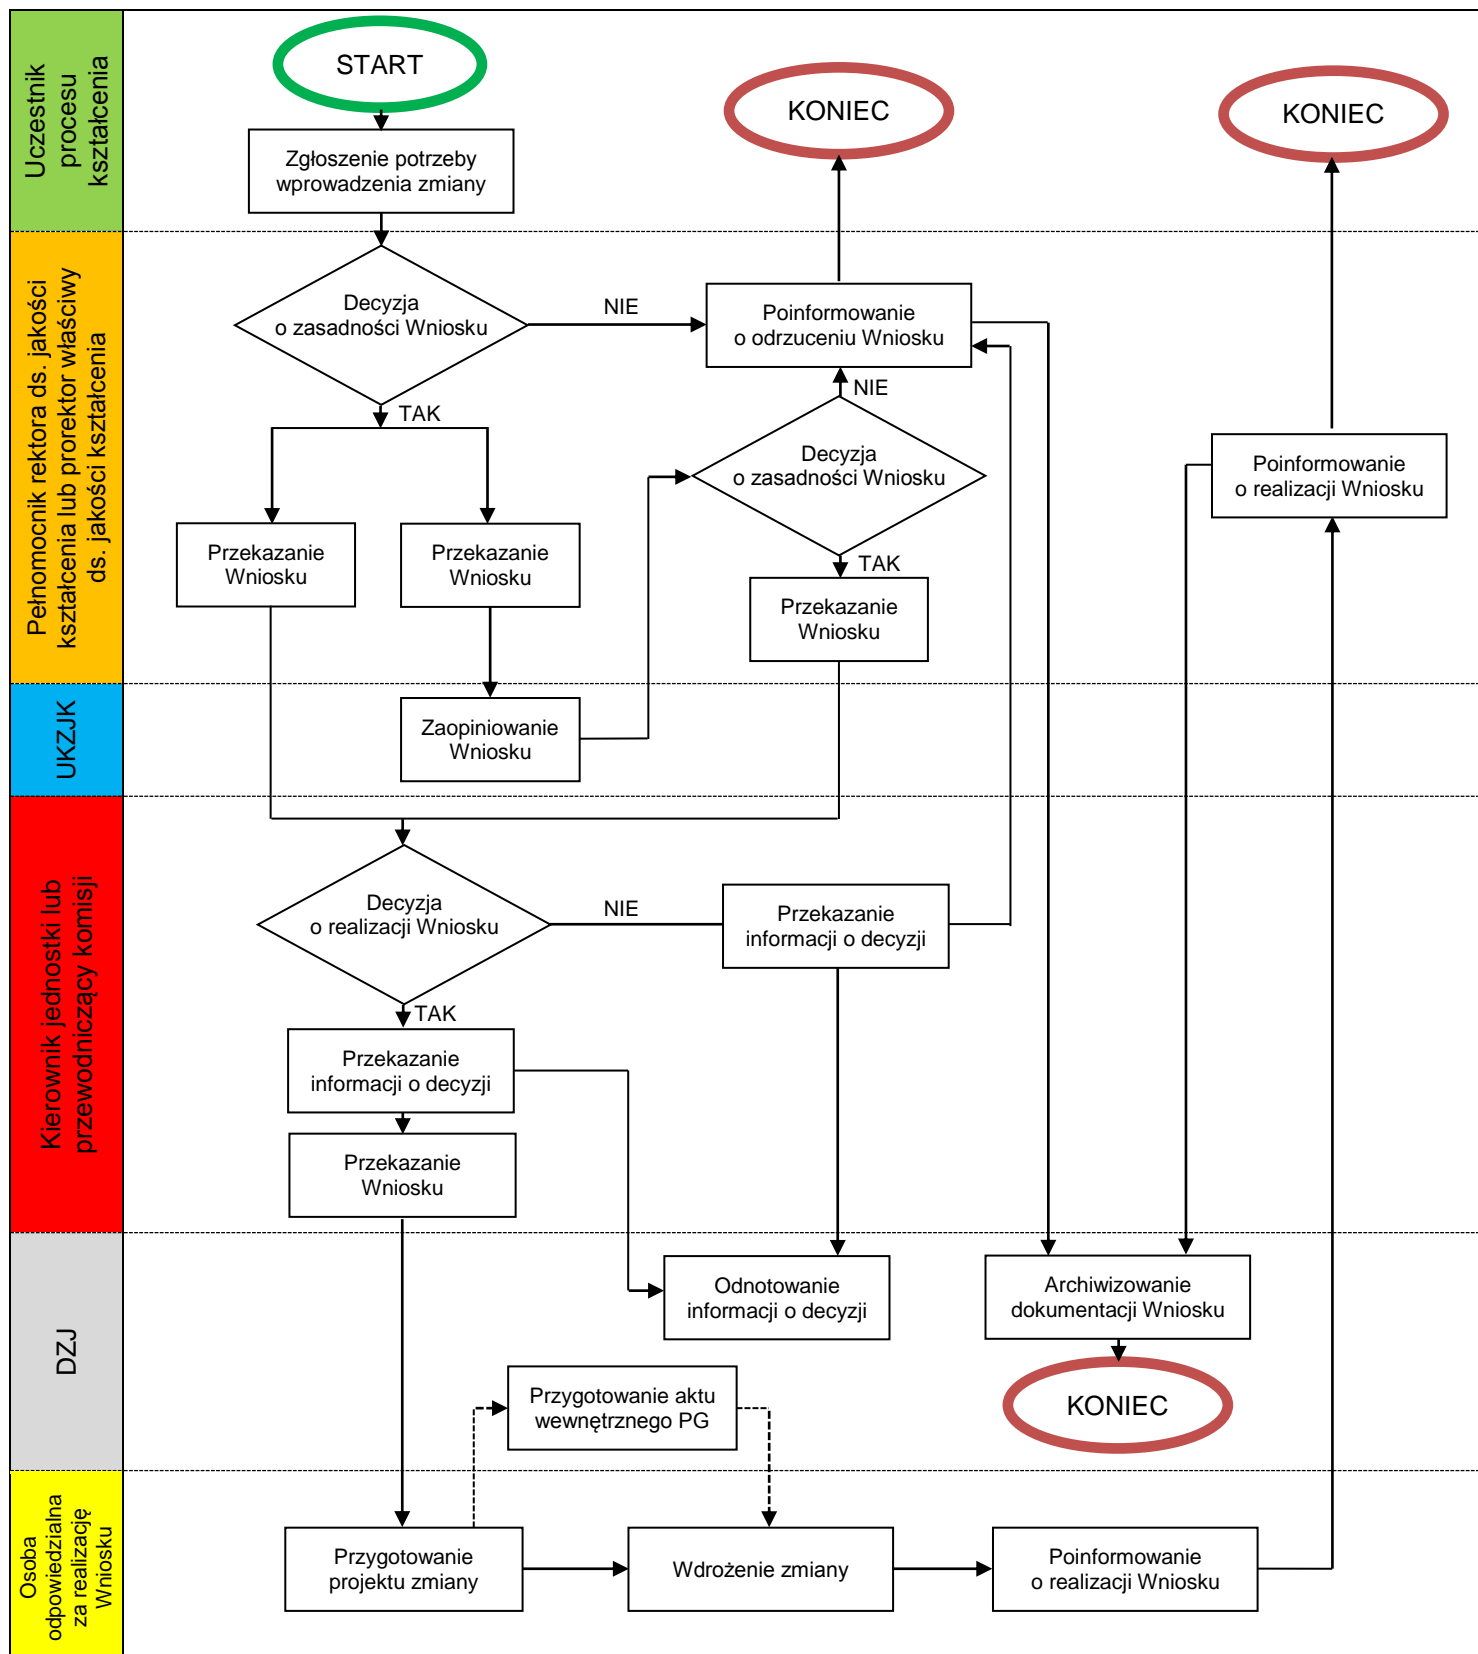 Uczestnik
procesu
kształcenia
START
KONIEC
KONIEC
Zgłoszenie potrzeby
wprowadzenia zmiany
Pełnomocnik rektora ds. jakości
kształcenia lub prorektor właściwy
ds. jakości kształcenia
Decyzja
o zasadności Wniosku
NIE
Poinformowanie
o odrzuceniu Wniosku
TAK
NIE
Decyzja
o zasadności Wniosku
Poinformowanie
o realizacji Wniosku
Przekazanie
Wniosku
Przekazanie
Wniosku
TAK
Przekazanie
Wniosku
UKZJK
Zaopiniowanie
Wniosku
Kierownik jednostki lub
przewodniczący komisji
Decyzja
o realizacji Wniosku
NIE
Przekazanie
informacji o decyzji
TAK
Przekazanie
informacji o decyzji
Przekazanie
Wniosku
DZJ
Odnotowanie
informacji o decyzji
Archiwizowanie
dokumentacji Wniosku
Przygotowanie aktu
wewnętrznego PG
KONIEC
Osoba
odpowiedzialna
za realizację
Wniosku
Przygotowanie
projektu zmiany
Wdrożenie zmiany
Poinformowanie
o realizacji Wniosku